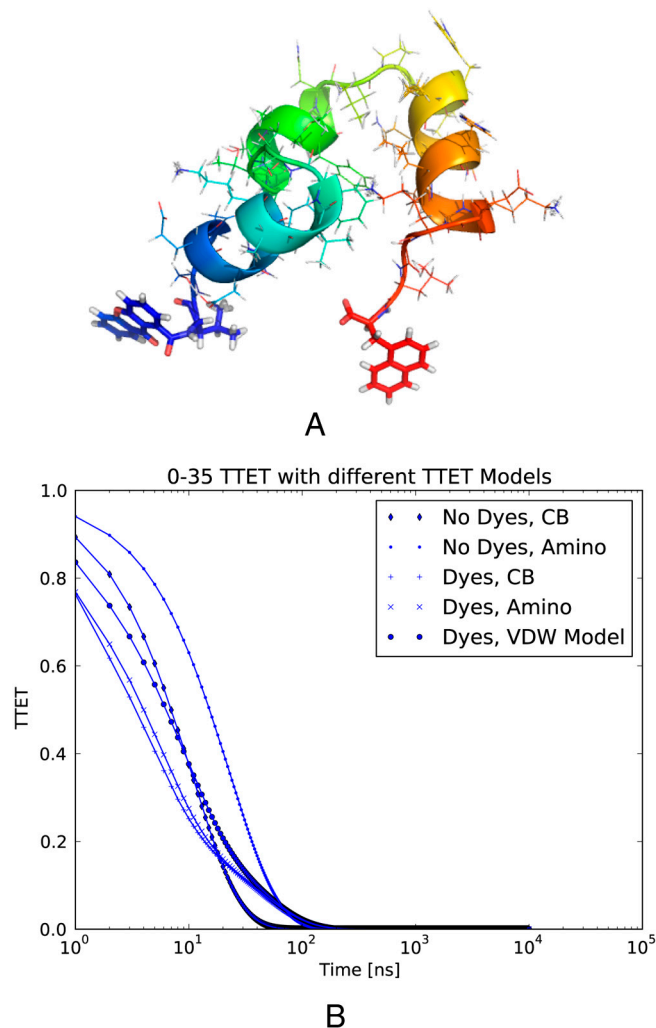 A
0-35 TTET with different TTET Models
1.0
0.8
0.6
0.4
0.2
0.0
TTET
No Dyes, CB
No Dyes, Amino
Dyes, CB
Dyes, Amino
Dyes, VDW Model
10^0
10^1
10^2
10^3
10^4
10^5
Time [ns]
B